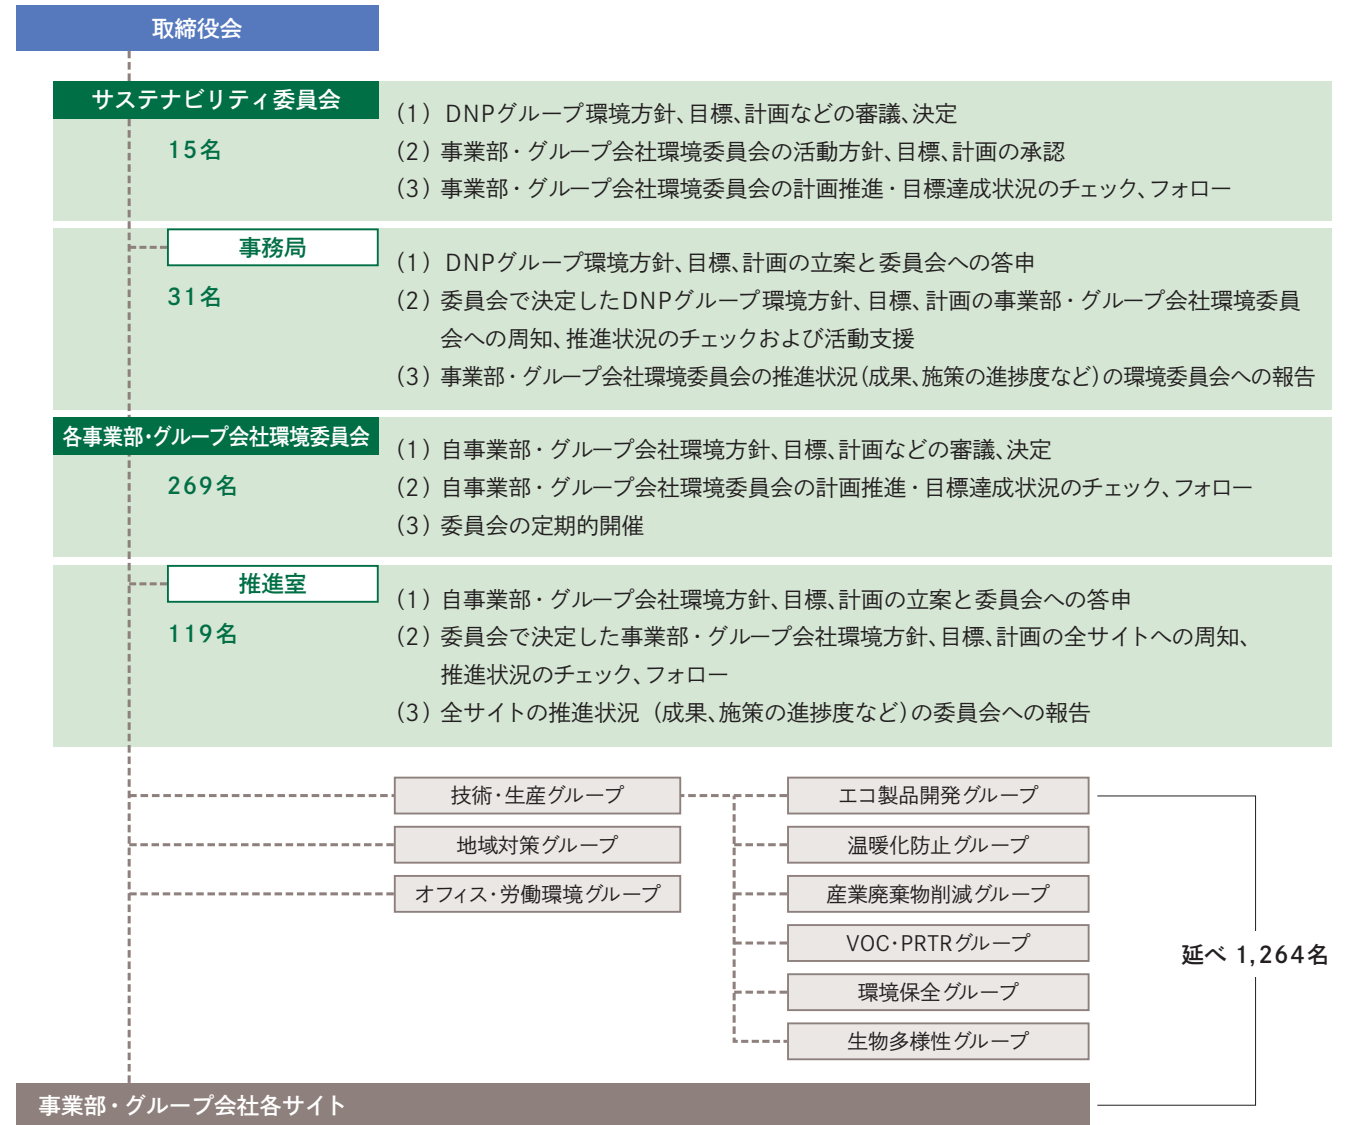 取締役会
サステナビリティ委員会
15名
（1）DNPグループ環境方針、目標、計画などの審議、決定
（2）事業部・グループ会社環境委員会の活動方針、目標、計画の承認
（3）事業部・グループ会社環境委員会の計画推進・目標達成状況のチェック、フォロー
事務局
31名
（1）DNPグループ環境方針、目標、計画の立案と委員会への答申
（2）委員会で決定したDNPグループ環境方針、目標、計画の事業部・グループ会社環境委員
会への周知、推進状況のチェックおよび活動支援
（3）事業部・グループ会社環境委員会の推進状況（成果、施策の進捗度など）の環境委員会への報告
各事業部・グループ会社環境委員会
269名
（1）自事業部・グループ会社環境方針、目標、計画などの審議、決定
（2）自事業部・グループ会社環境委員会の計画推進・目標達成状況のチェック、フォロー
（3）委員会の定期的開催
推進室
119名
（1）自事業部・グループ会社環境方針、目標、計画の立案と委員会への答申
（2）委員会で決定した事業部・グループ会社環境方針、目標、計画の全サイトへの周知、
推進状況のチェック、フォロー
（3）全サイトの推進状況（成果、施策の進捗度など）の委員会への報告
技術・生産グループ
地域対策グループ
オフィス・労働環境グループ
エコ製品開発グループ
温暖化防止グループ
産業廃棄物削減グループ
VOC・PRTRグループ
環境保全グループ
生物多様性グループ
延べ 1,264名
事業部・グループ会社各サイト